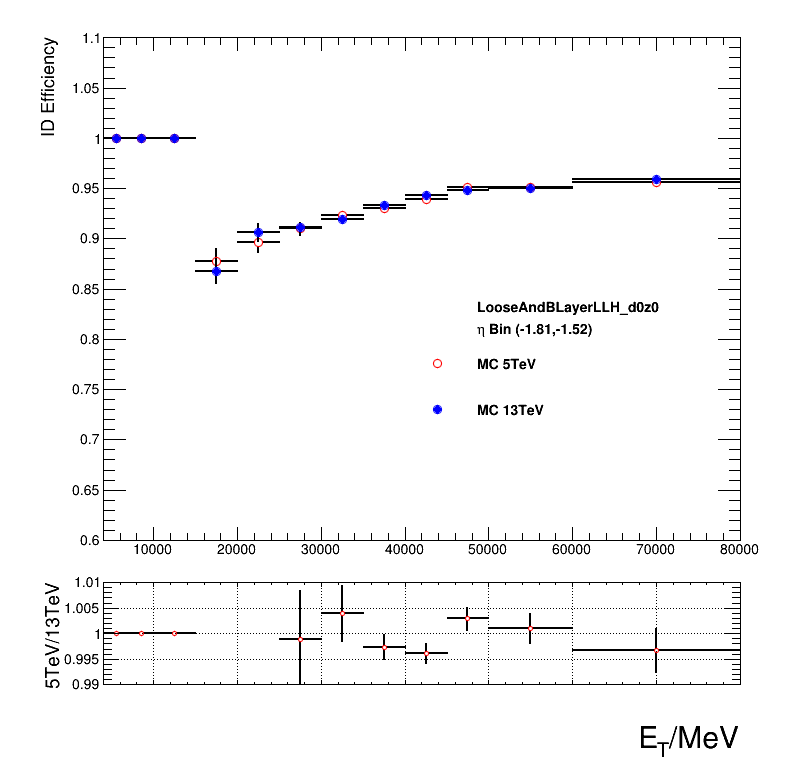 ID Efficiency
1.1
1.05
1
0.95
0.9
0.85
0.8
0.75
0.7
0.65
0.6
LooseAndBLayerLLH_d0z0
η Bin (-1.81,-1.52)
MC 5TeV
MC 13TeV
10000 20000 30000 40000 50000 60000 70000 80000
5TeV/13TeV
1.01
1.005
1
0.995
0.99
E_T/MeV